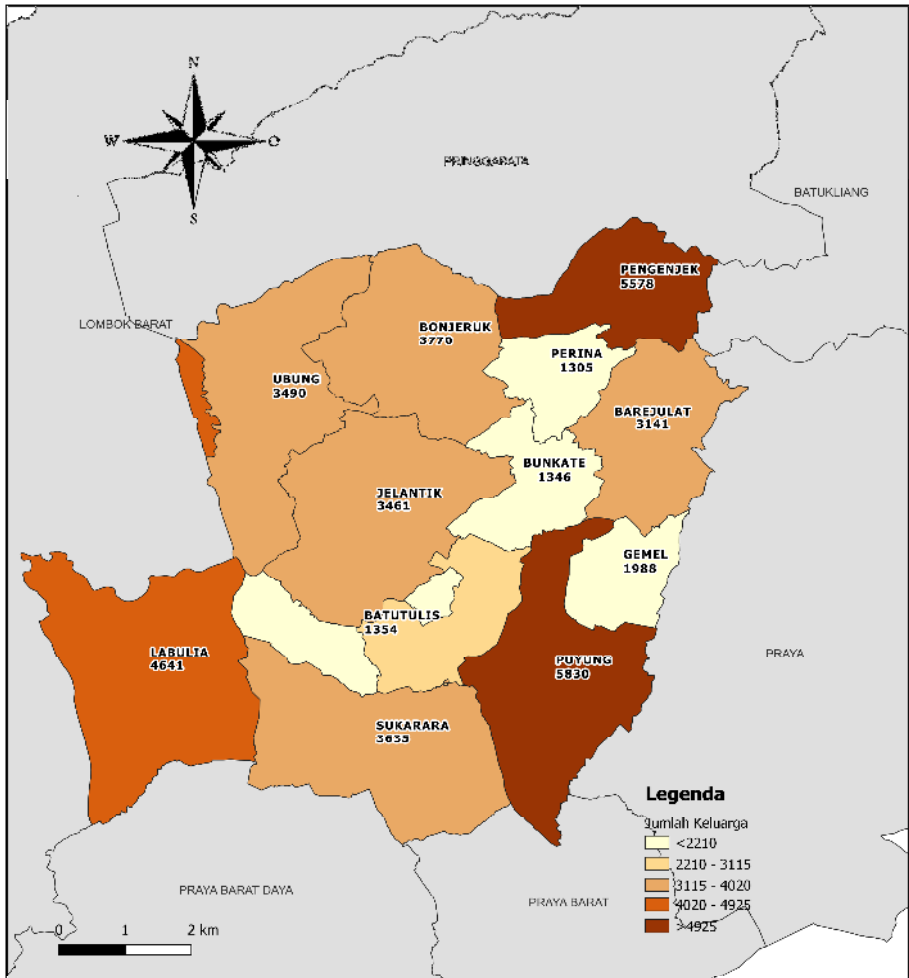 N
W
O
S
PRINGGARATA
BATUKLIANG
PENGENJEK
5578
LOMBOK BARAT
BONJERUK
3770
PERINA
1305
UBUNG
3490
BAREJULAT
3141
BUNKATE
1346
JELANTIK
3461
GEMEL
1988
BATUTULIS
1354
LABULIA
4641
PUYUNG
5830
PRAYA
SUKARARA
3635
Legenda
Jumlah Keluarga
<2210
2210 - 3115
3115 - 4020
4020 - 4925
>4925
PRAYA BARAT DAYA
PRAYA BARAT
0 1 2 km